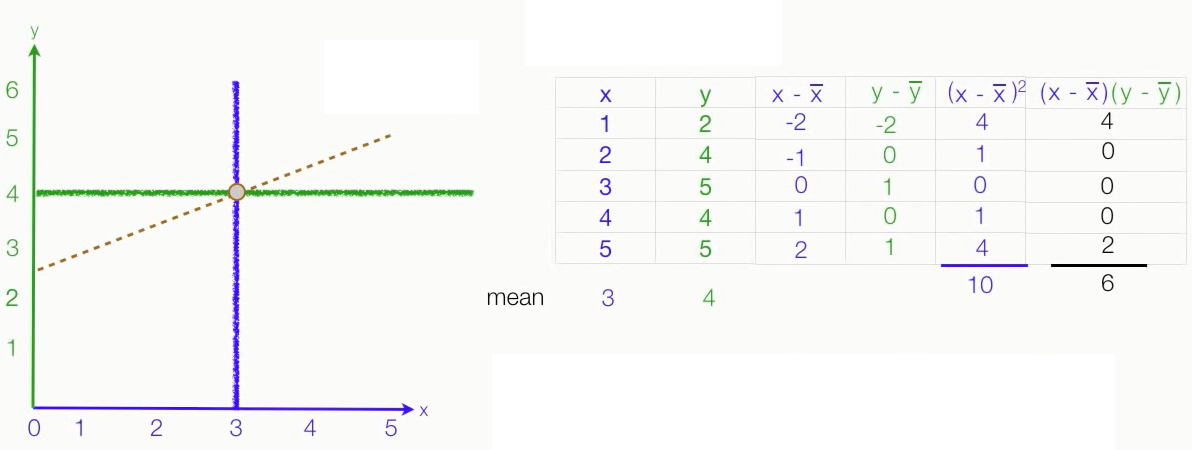 y
6
5
4
3
2
1
0 1 2 3 4 5 x
x y x - x̅ y - y̅ (x - x̅)² (x - x̅)(y - y̅)
1 2 -2 -2 4 4
2 4 -1 0 1 0
3 5 0 1 0 0
4 4 1 0 1 0
5 5 2 1 4 2
mean 3 4 10 6